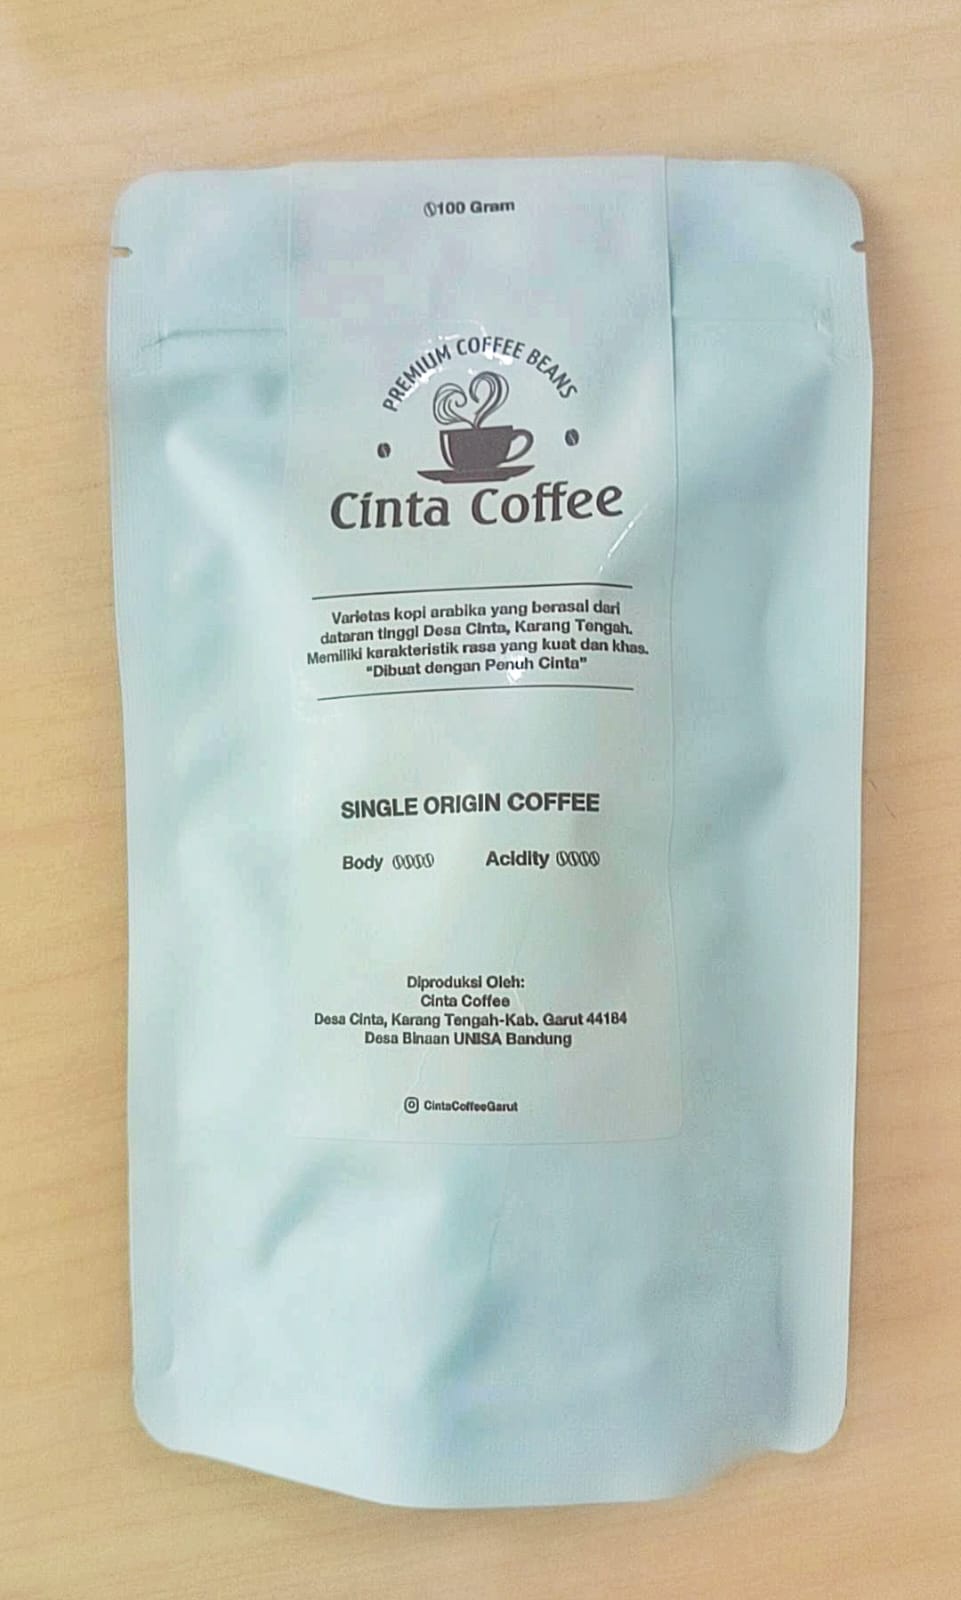 100 Gram
PREMIUM COFFEE BEANS
Cinta Coffee
Varietas kopi arabika yang berasal dari
dataran tinggi Desa Cinta, Karang Tengah.
Memiliki karakteristik rasa yang kuat dan khas.
"Dibuat dengan Penuh Cinta"
SINGLE ORIGIN COFFEE
Body Acidity
Diproduksi Oleh:
Cinta Coffee
Desa Cinta, Karang Tengah-Kab. Garut 44184
Desa Binaan UNISA Bandung
CintaCoffeeGarut